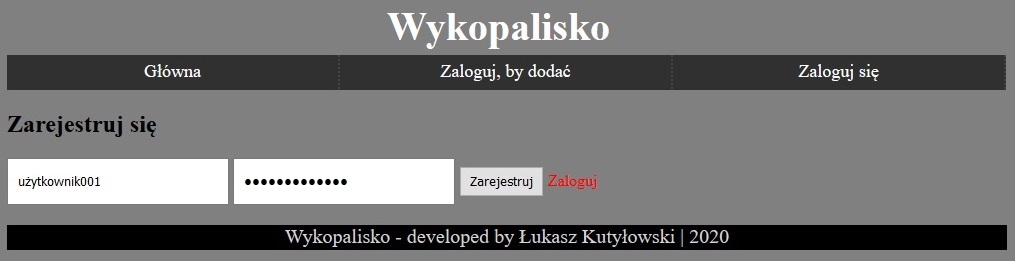 Wykopalisko
Główna Zaloguj, by dodać Zaloguj się
Zarejestruj się
użytkownik001 ••••••••••••• Zarejestruj Zaloguj
Wykopalisko - developed by Łukasz Kutyłowski | 2020